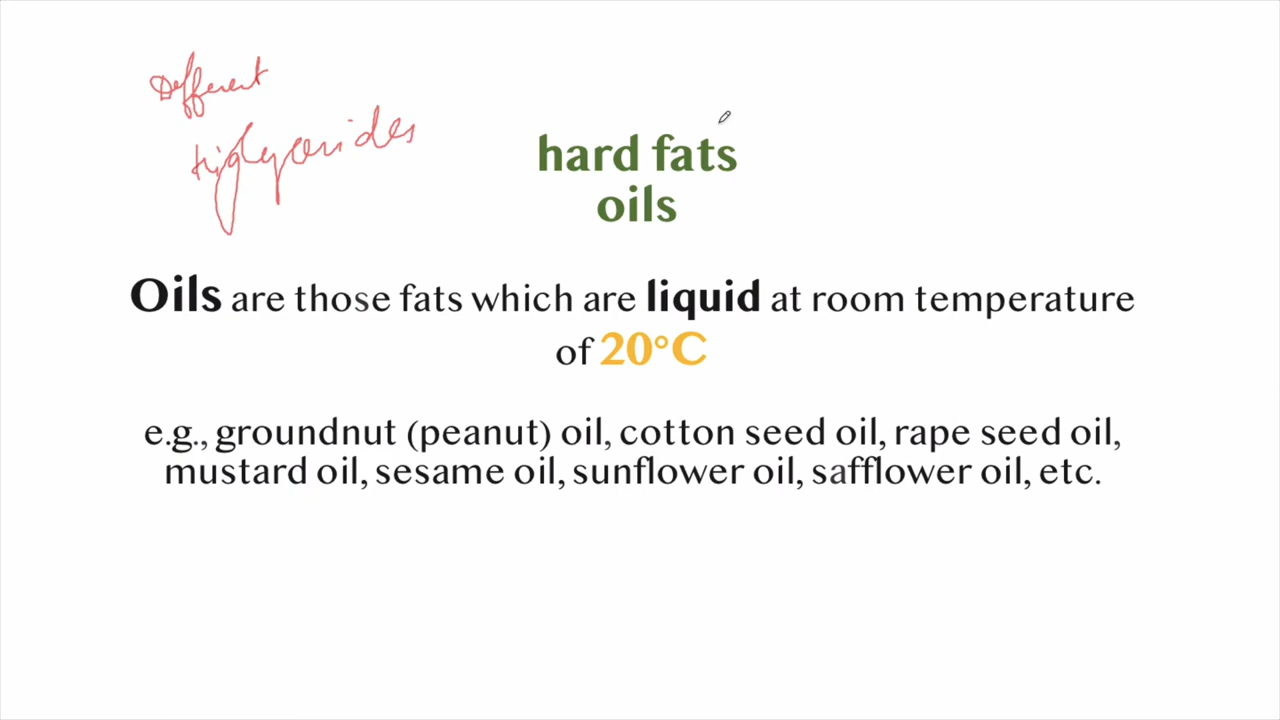 Different
triglycerides
hard fats
oils
Oils are those fats which are liquid at room temperature
of 20°C
e.g., groundnut (peanut) oil, cotton seed oil, rape seed oil,
mustard oil, sesame oil, sunflower oil, safflower oil, etc.